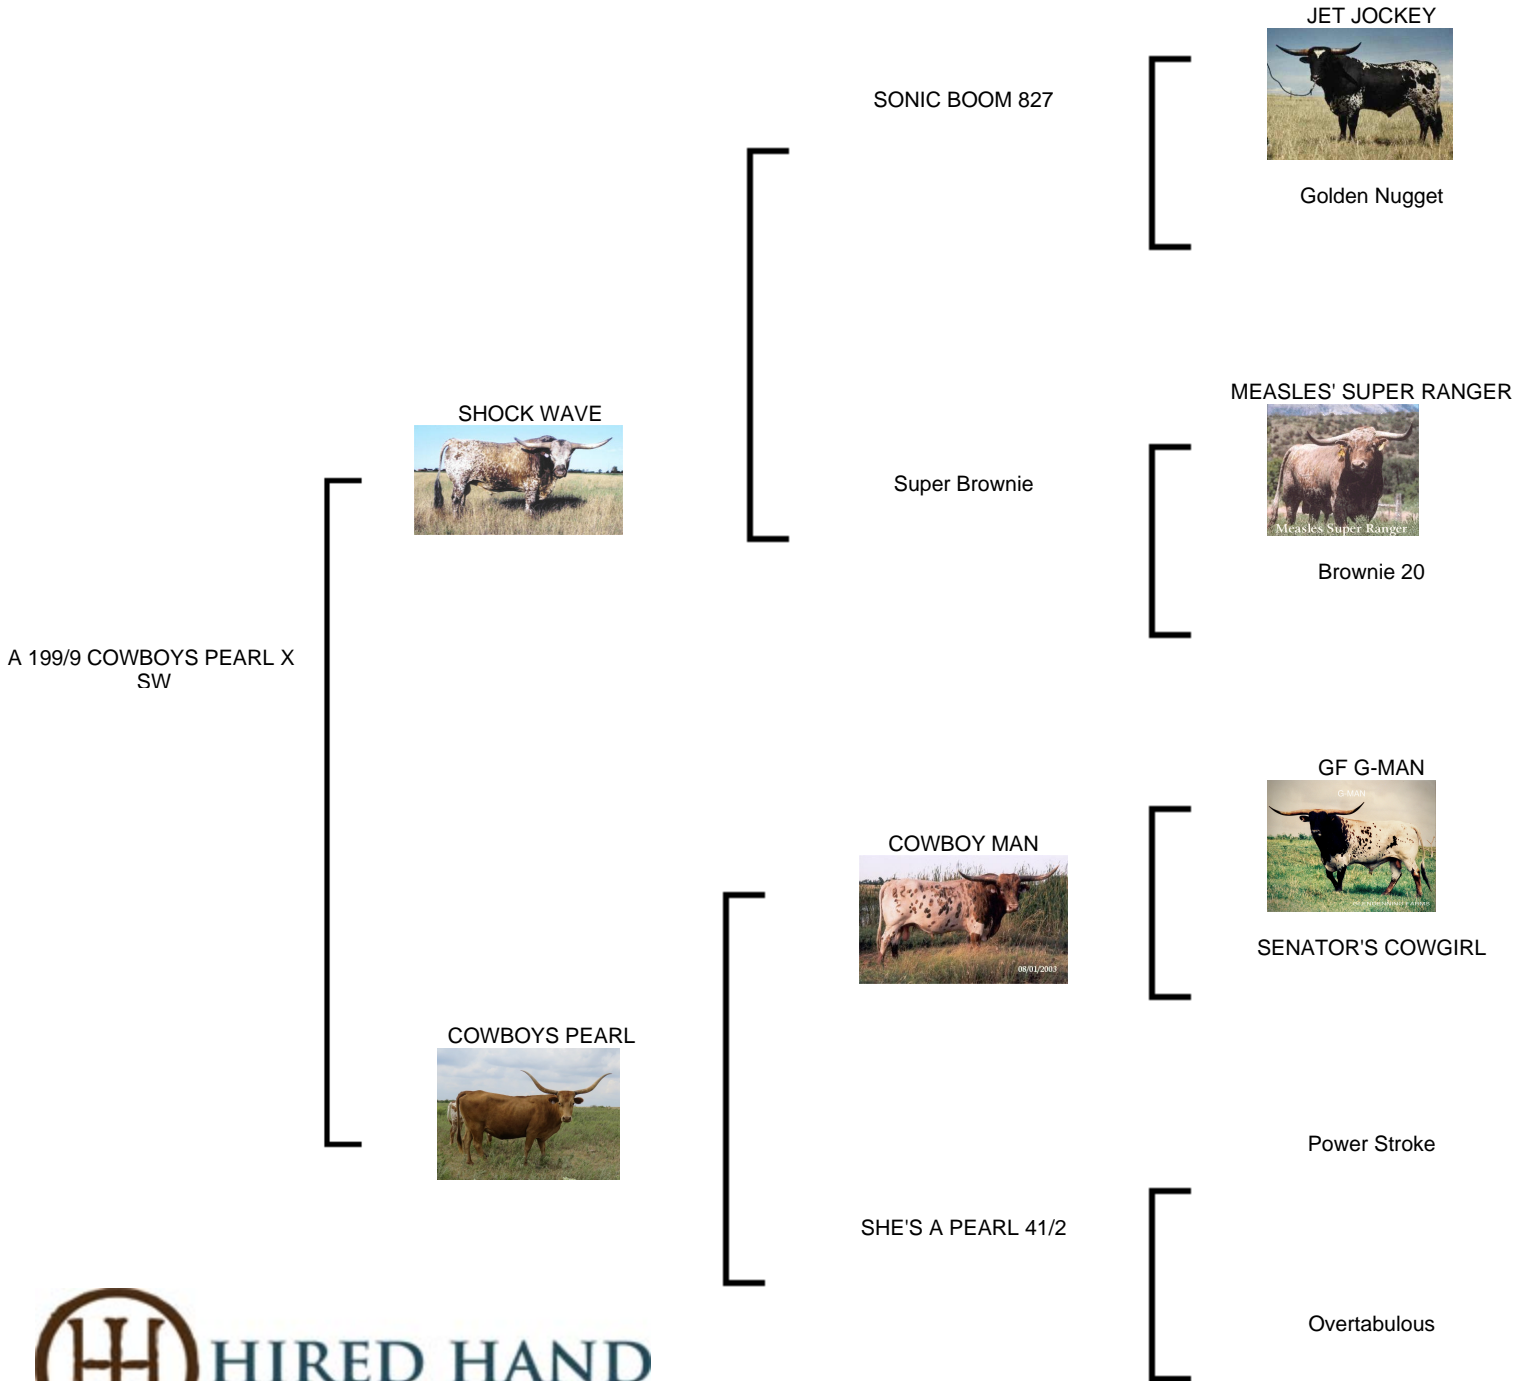 JET JOCKEY
SONIC BOOM 827
Golden Nugget
MEASLES' SUPER RANGER
SHOCK WAVE
Super Brownie
Measles Super Ranger
Brownie 20
A 199/9 COWBOYS PEARL X
SW
GF G-MAN
G-MAN
COWBOY MAN
SENATOR'S COWGIRL
08/01/2003
COWBOYS PEARL
Power Stroke
SHE'S A PEARL 41/2
Overtabulous
HIRED HAND